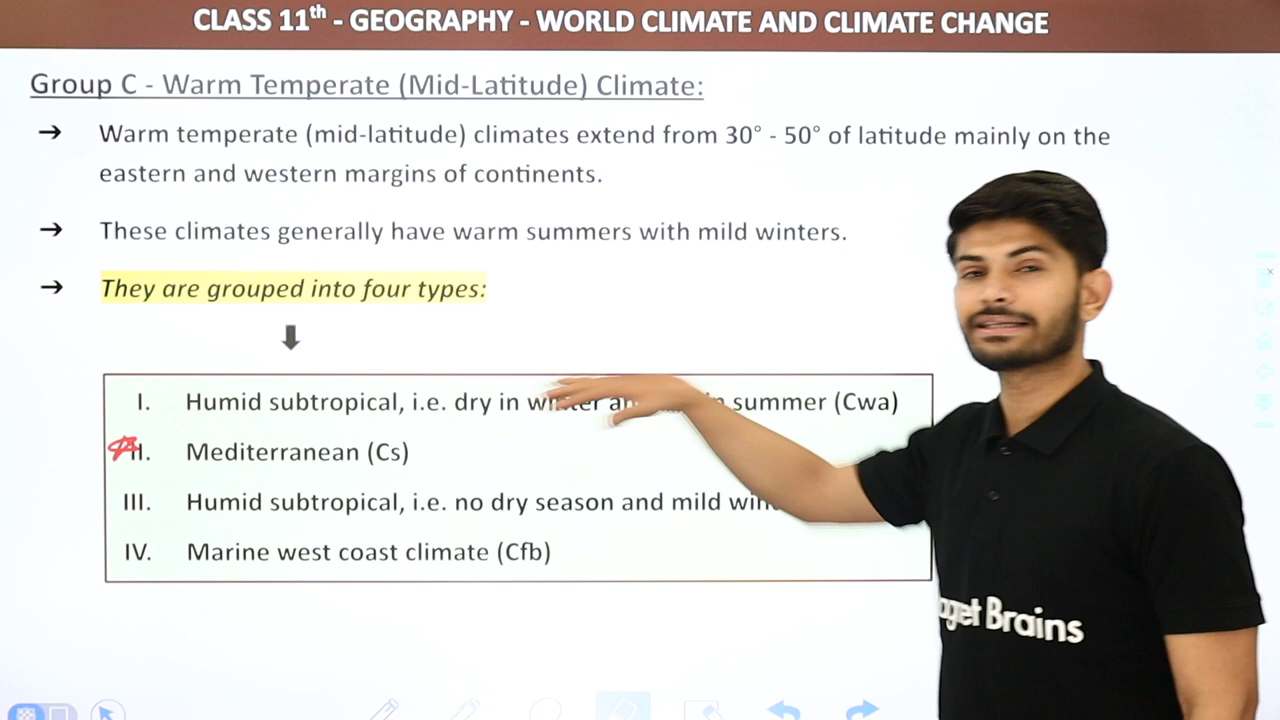 CLASS 11th - GEOGRAPHY - WORLD CLIMATE AND CLIMATE CHANGE
Group C - Warm Temperate (Mid-Latitude) Climate:
➔ Warm temperate (mid-latitude) climates extend from 30° - 50° of latitude mainly on the
eastern and western margins of continents.
➔ These climates generally have warm summers with mild winters.
➔ They are grouped into four types:
I. Humid subtropical, i.e. dry in summer (Cwa)
II. Mediterranean (Cs)
III. Humid subtropical, i.e. no dry season and mild
IV. Marine west coast climate (Cfb)
Brains